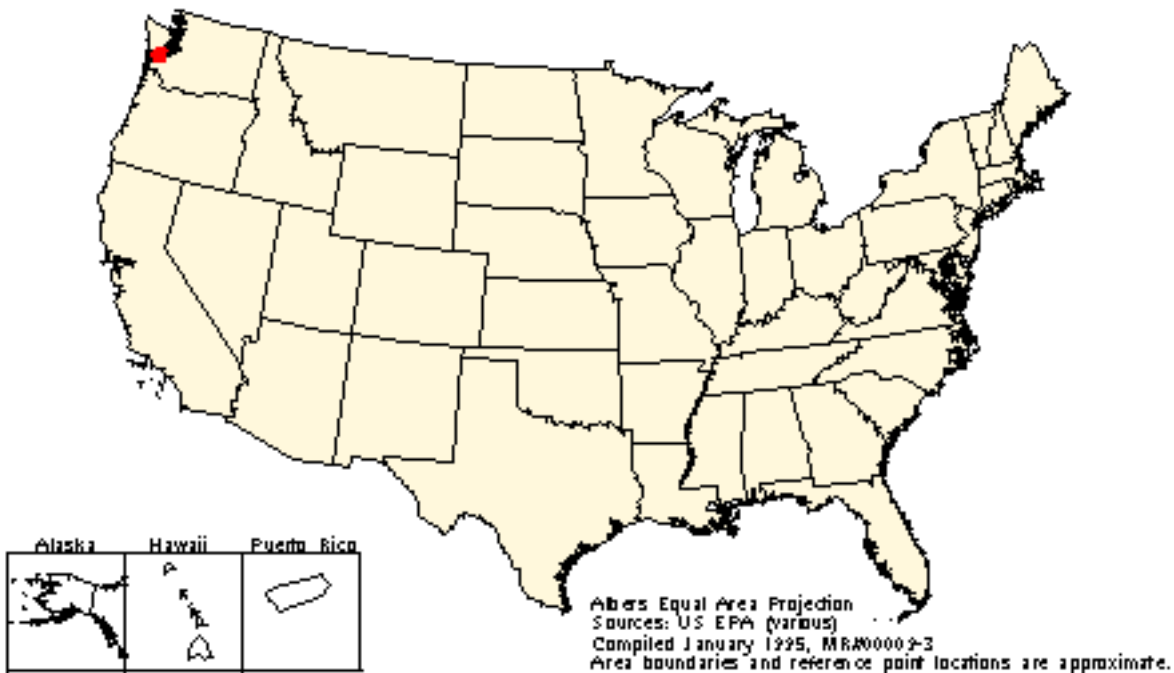 Alaska Hawaii Puerto Rico
Albers Equal Area Projection
Sources: US EPA (various)
Compiled January 1995, MR#00009-3
Area boundaries and reference point locations are approximate.